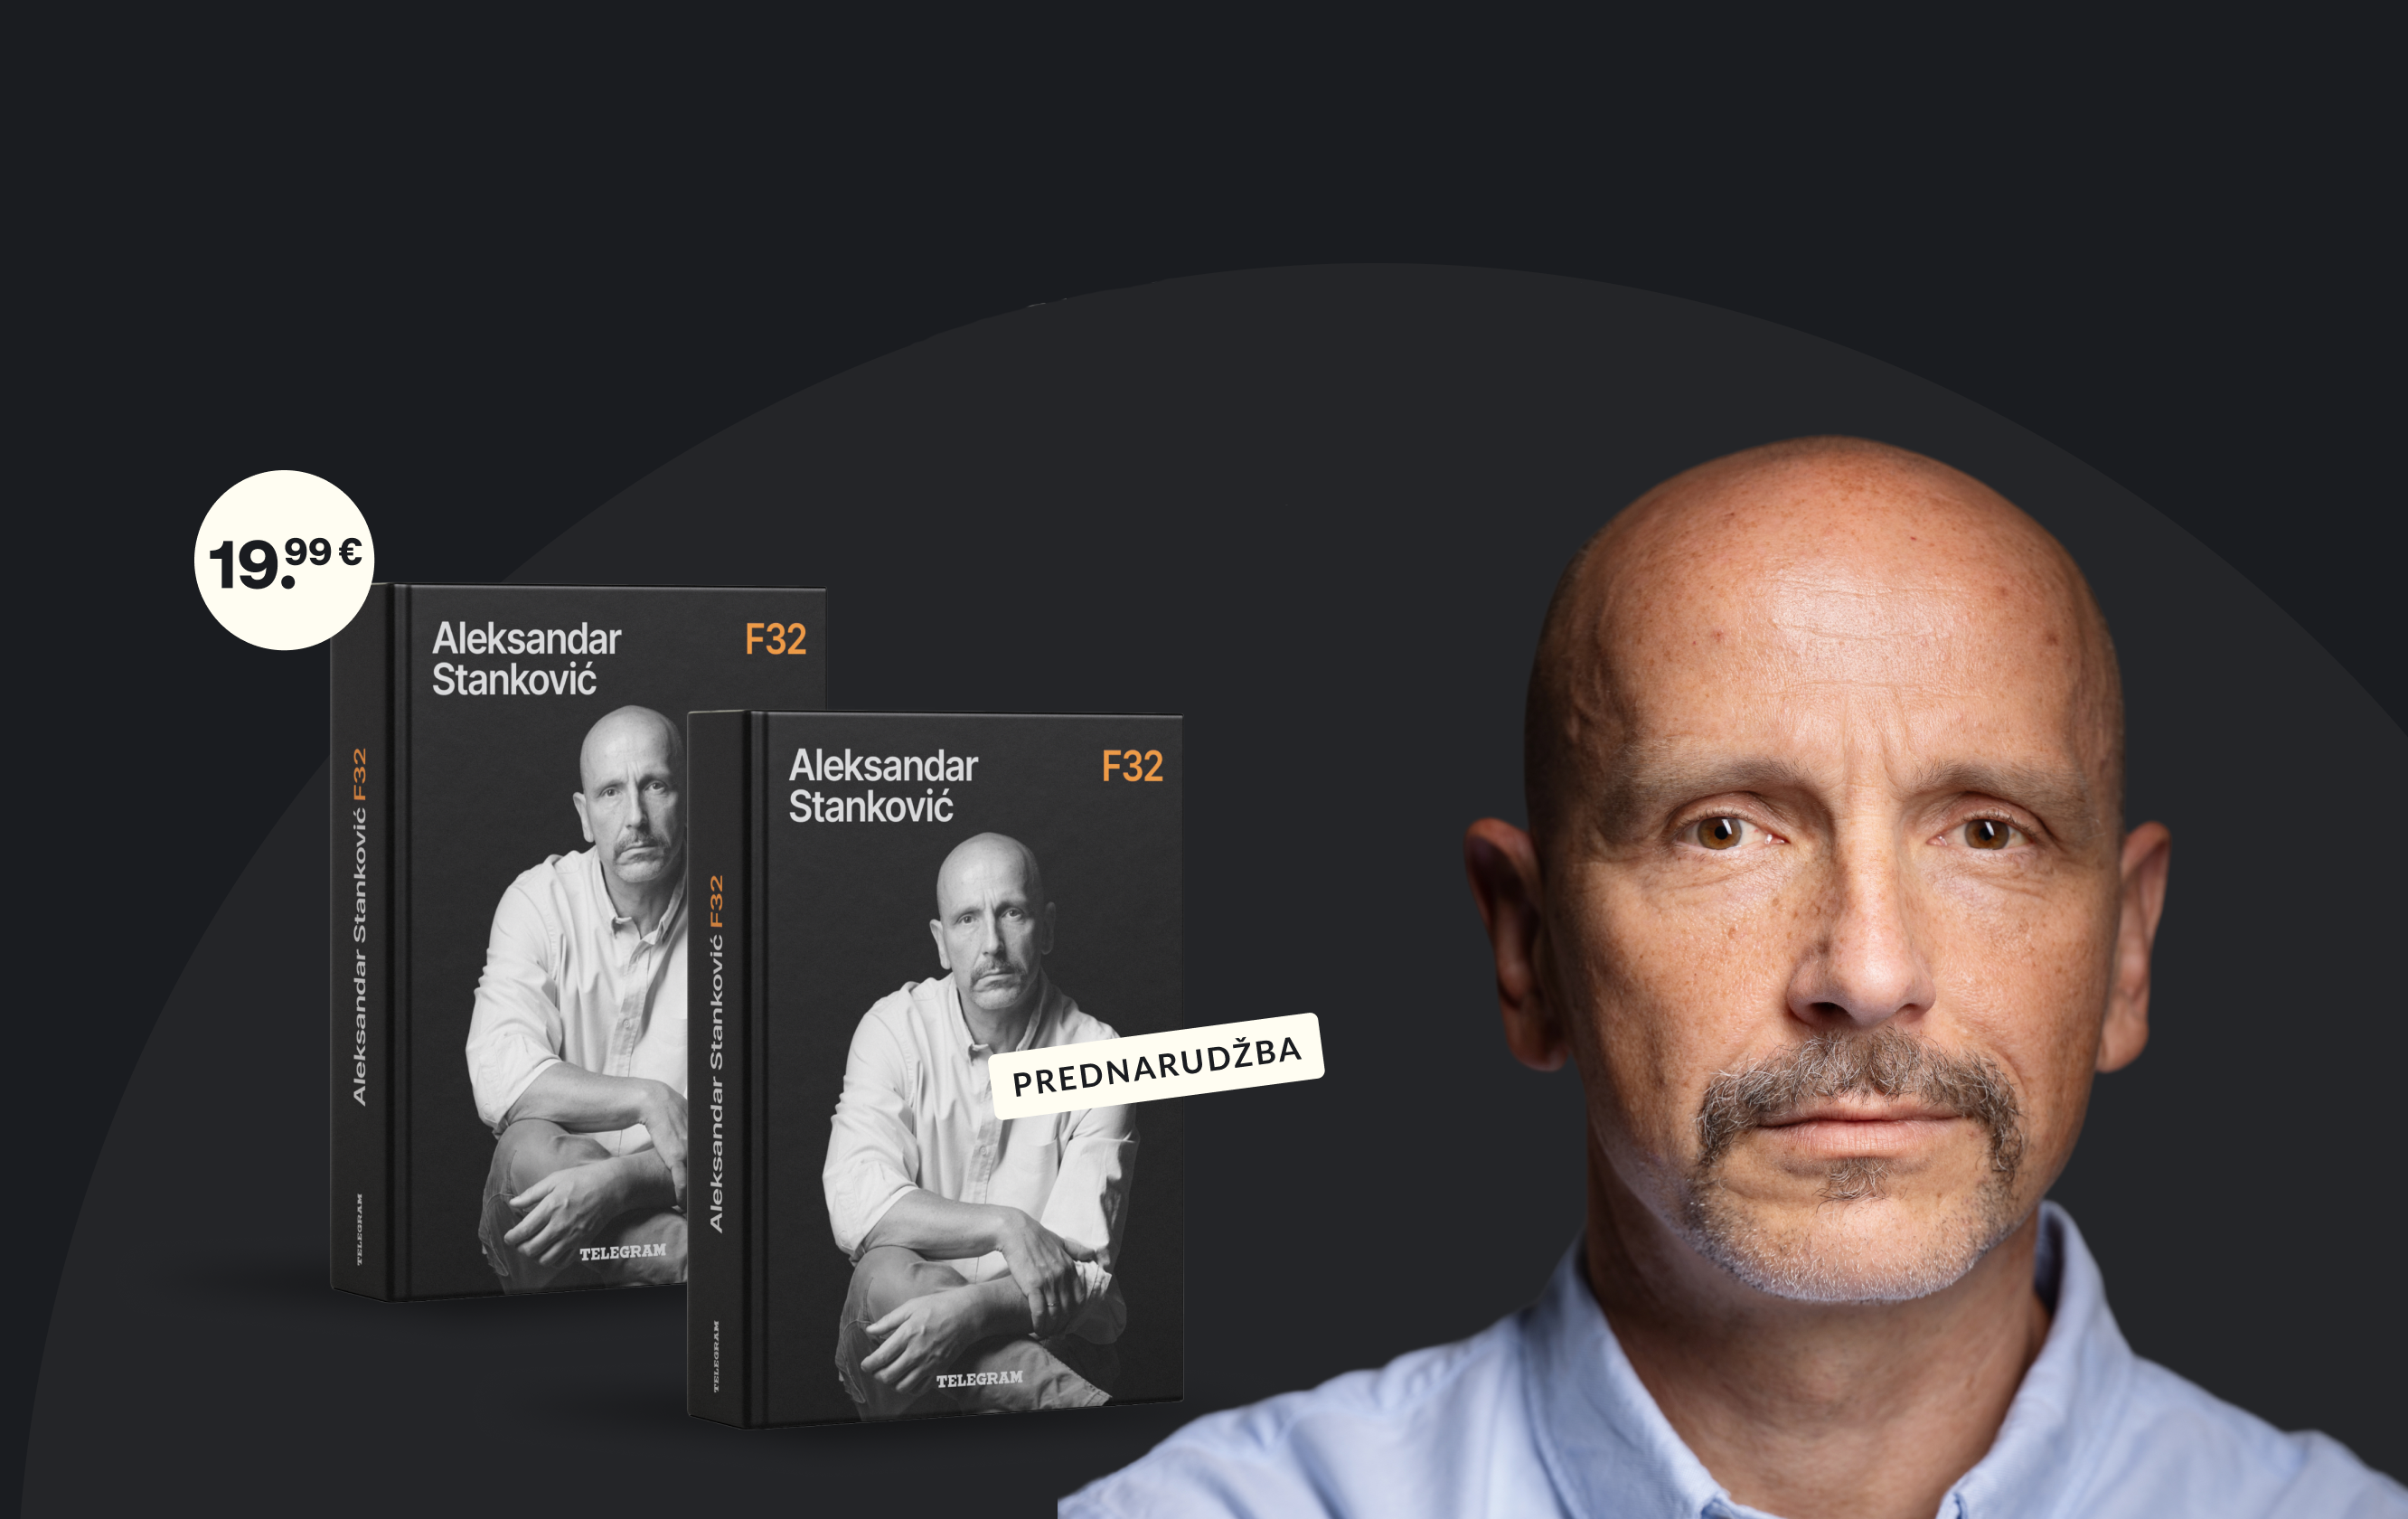 19.99 €
Aleksandar
Stanković
F32
Aleksandar Stanković F32
TELEGRAM
TELEGRAM
Aleksandar
Stanković
F32
Aleksandar Stanković F32
TELEGRAM
TELEGRAM
PREDNARUDŽBA